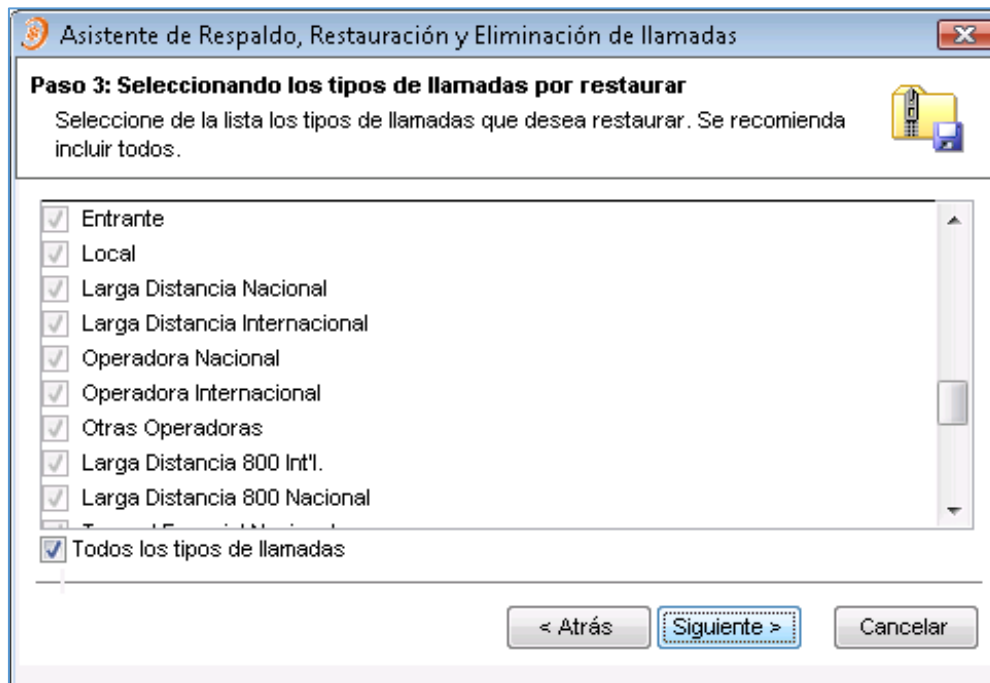 Asistente de Respaldo, Restauración y Eliminación de llamadas
Paso 3: Seleccionando los tipos de llamadas por restaurar
Seleccione de la lista los tipos de llamadas que desea restaurar. Se recomienda
incluir todos.
Entrante
Local
Larga Distancia Nacional
Larga Distancia Internacional
Operadora Nacional
Operadora Internacional
Otras Operadoras
Larga Distancia 800 Int'l.
Larga Distancia 800 Nacional
Todos los tipos de llamadas
< Atrás
Siguiente >
Cancelar